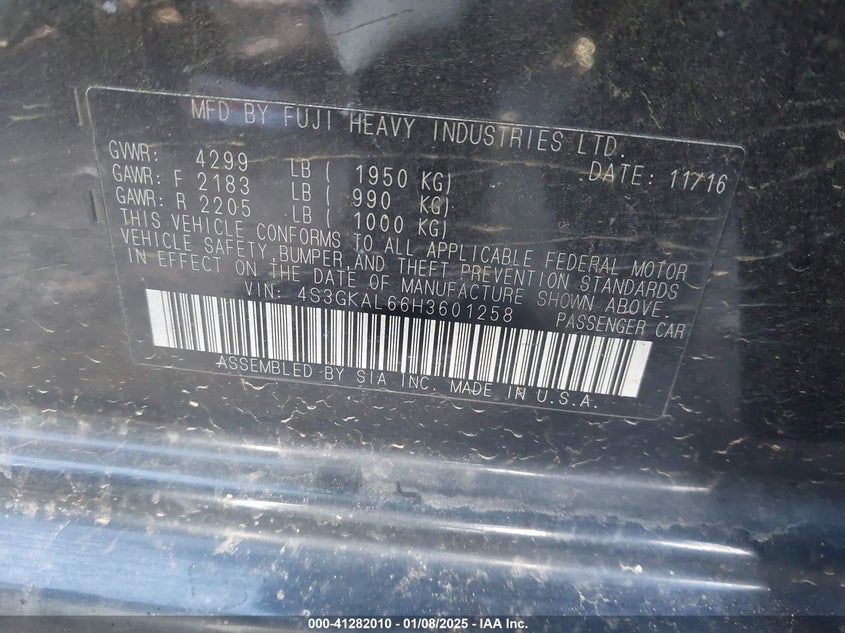 MFD BY FUJI HEAVY INDUSTRIES LTD.
GVWR: 4299 LB ( 1950 KG) DATE: 11/16
GAWR: F 2183 LB ( 990 KG)
GAWR: R 2205 LB ( 1000 KG)
THIS VEHICLE CONFORMS TO ALL APPLICABLE FEDERAL MOTOR
VEHICLE SAFETY, BUMPER, AND THEFT PREVENTION STANDARDS
IN EFFECT ON THE DATE OF MANUFACTURE SHOWN ABOVE.
VIN: 4S3GKAL66H3601258 PASSENGER CAR
ASSEMBLED BY SIA INC. MADE IN U.S.A.
000-41282010 - 01/08/2025 - IAA Inc.